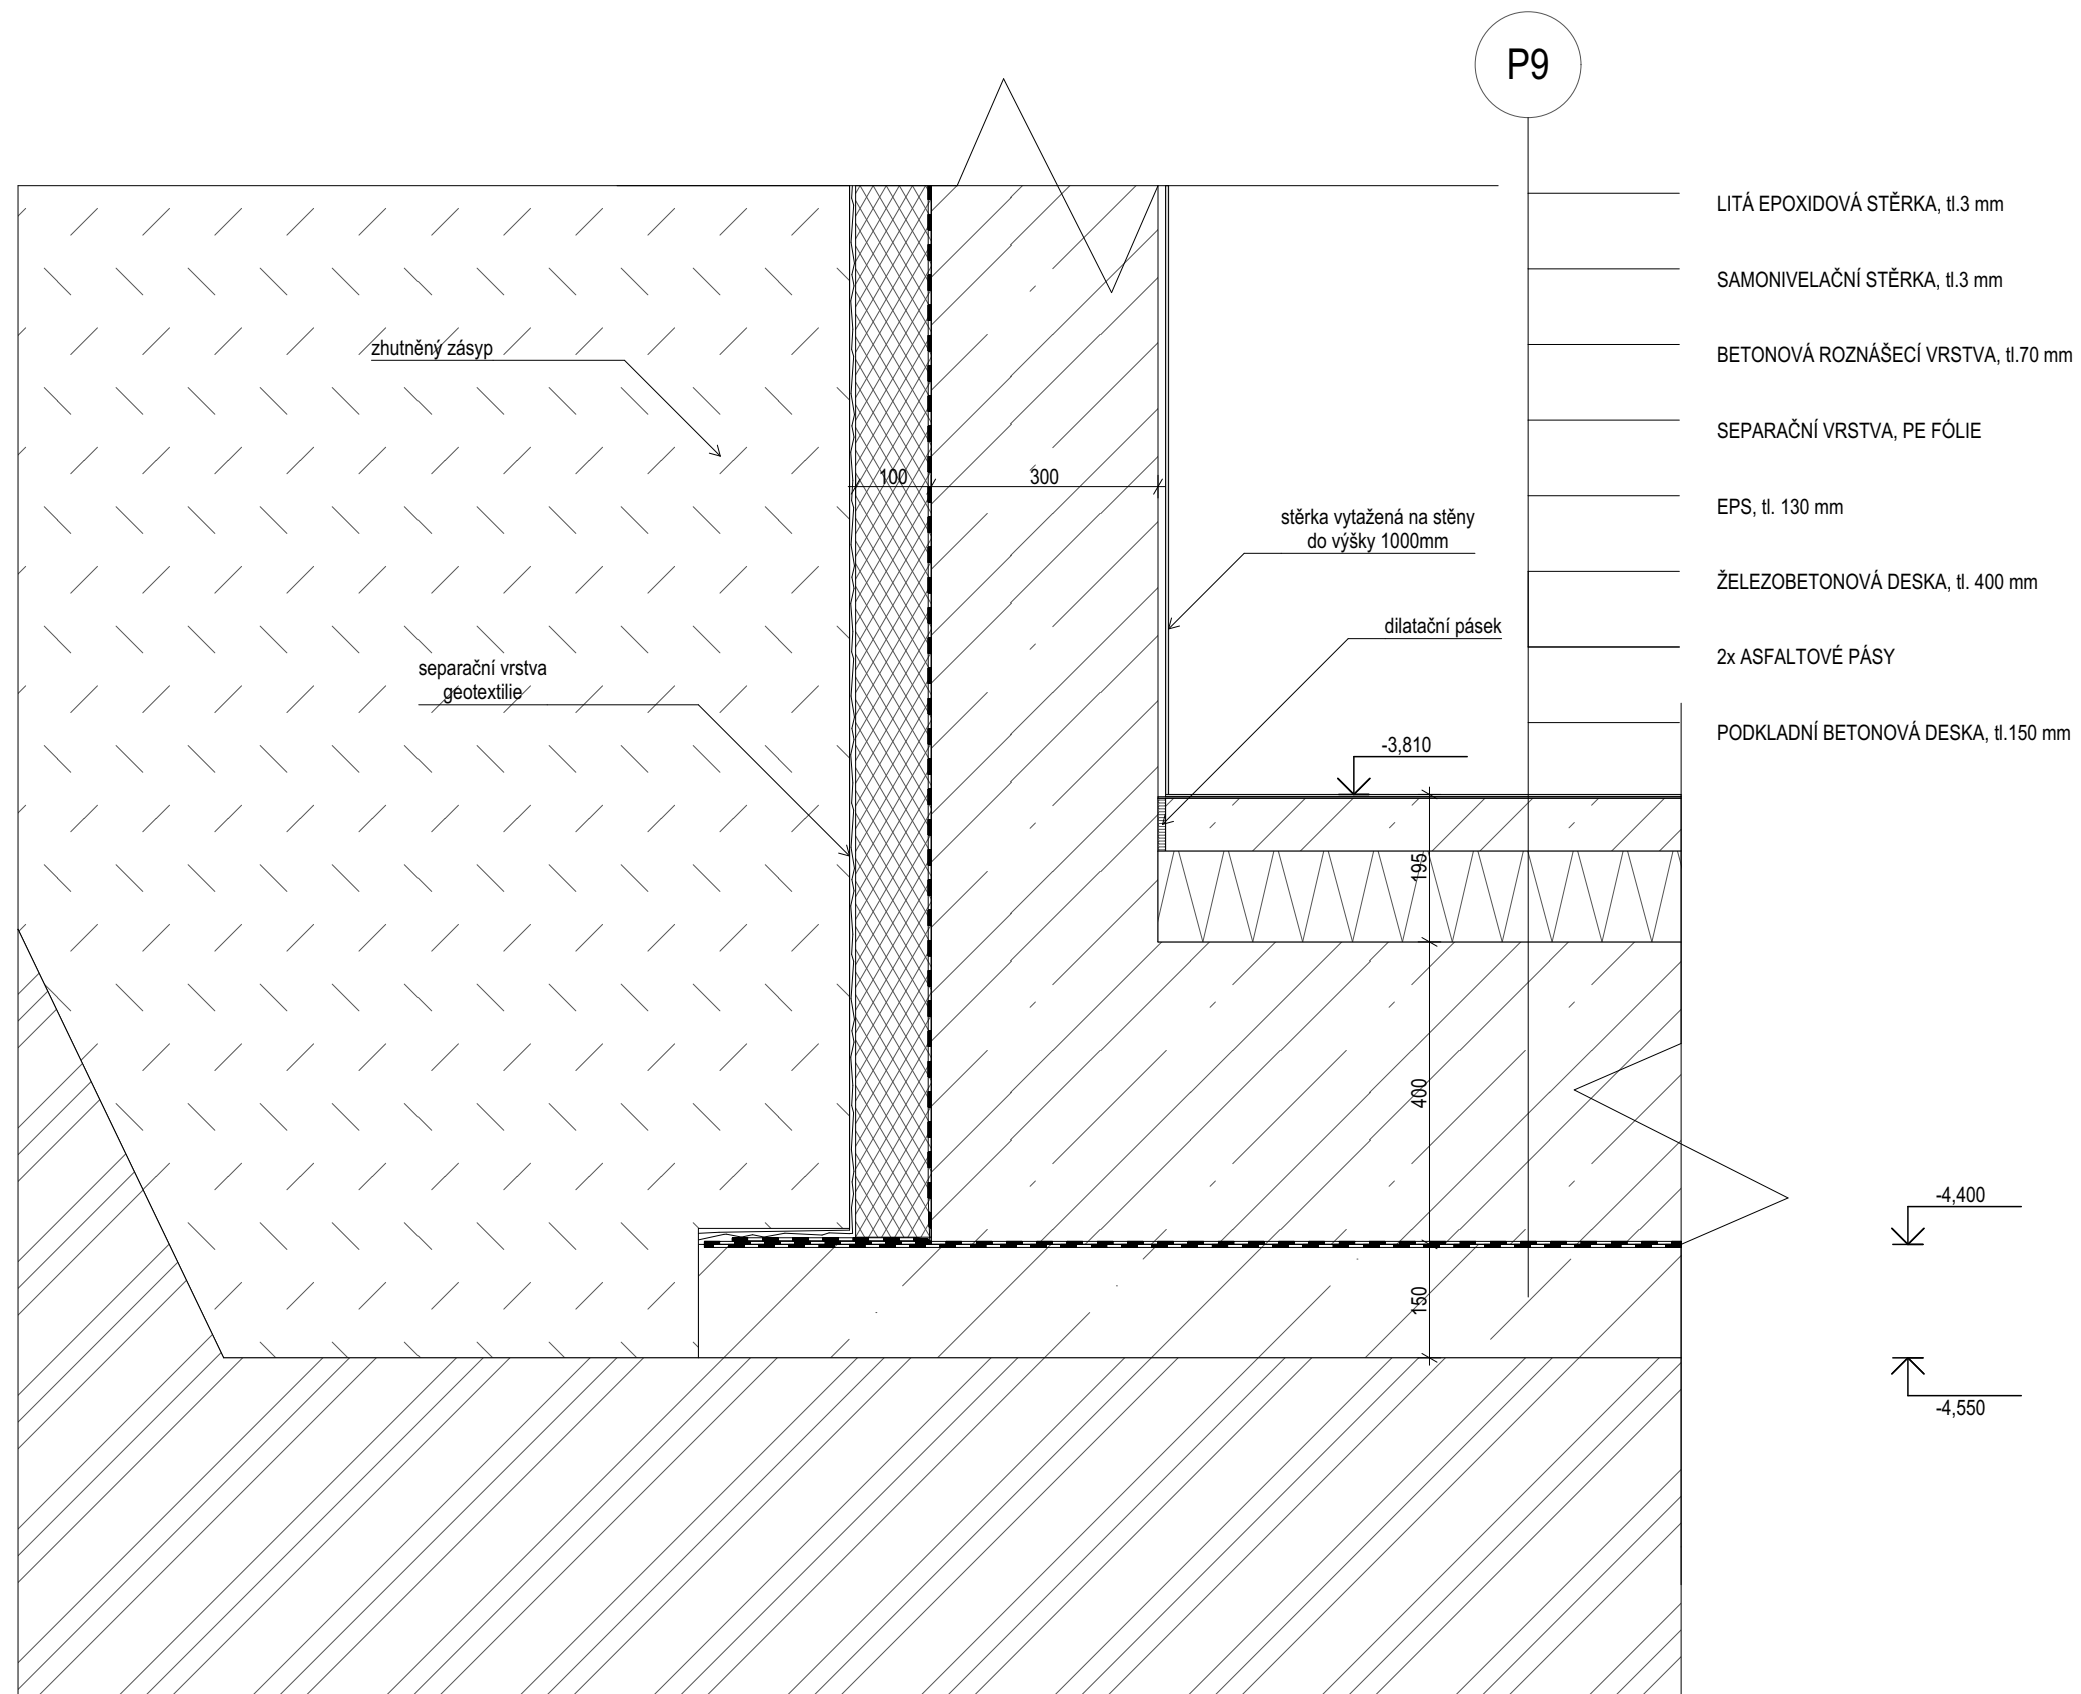 P9
LITÁ EPOXIDOVÁ STĚRKA, tl.3 mm
SAMONIVELAČNÍ STĚRKA, tl.3 mm
BETONOVÁ ROZNÁŠECÍ VRSTVA, tl.70 mm
SEPARAČNÍ VRSTVA, PE FÓLIE
EPS, tl. 130 mm
ŽELEZOBETONOVÁ DESKA, tl. 400 mm
2x ASFALTOVÉ PÁSY
PODKLADNÍ BETONOVÁ DESKA, tl.150 mm
zhutněný zásyp
100
300
stěrka vytažená na stěny
do výšky 1000mm
dilatační pásek
separační vrstva
geotextilie
-3,810
195
400
150
-4,400
-4,550